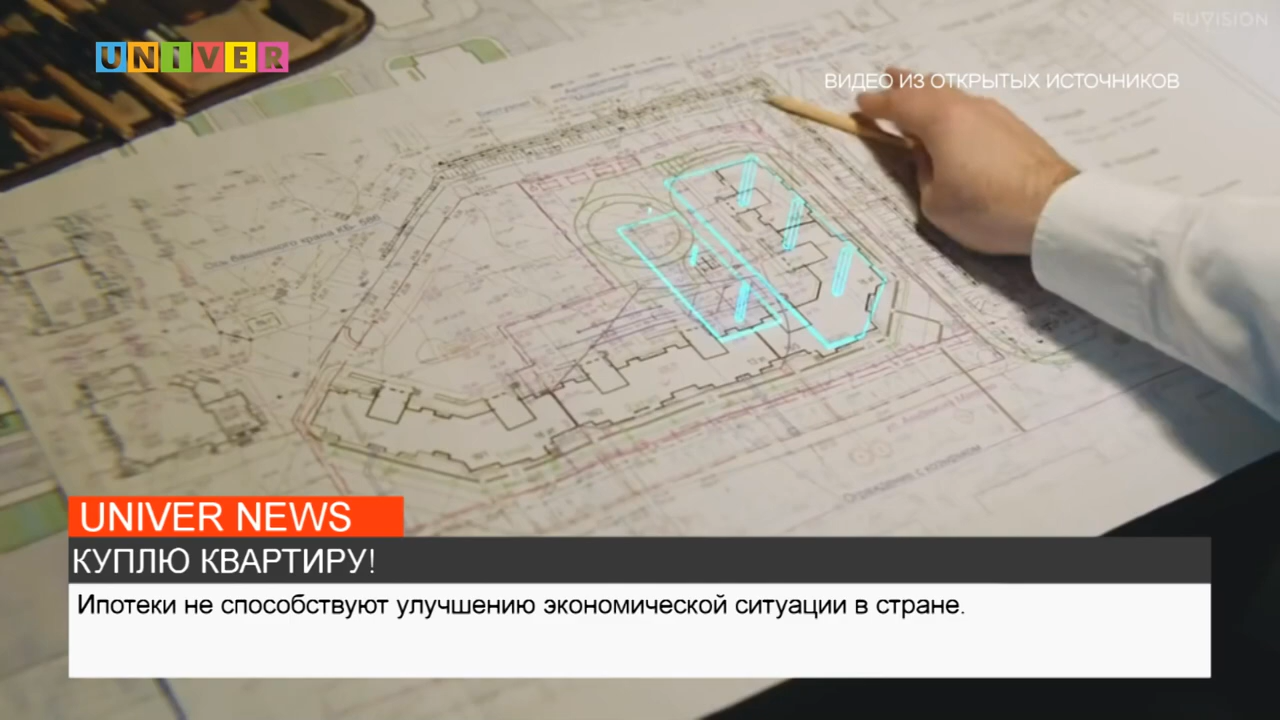 RUVISION
UNIVER
ВИДЕО ИЗ ОТКРЫТЫХ ИСТОЧНИКОВ
UNIVER NEWS
КУПЛЮ КВАРТИРУ!
Ипотеки не способствуют улучшению экономической ситуации в стране.